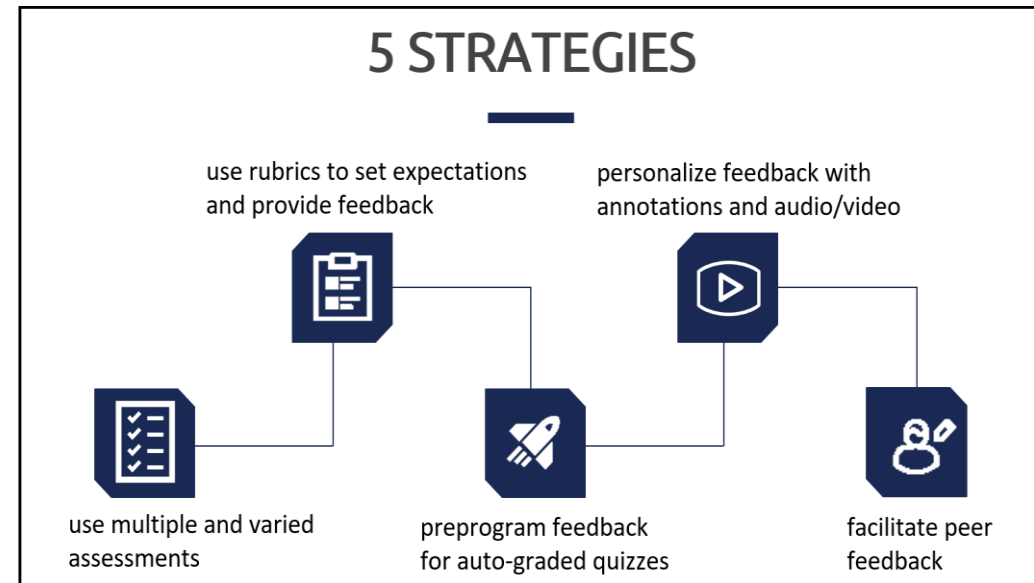 5 STRATEGIES
use rubrics to set expectations
and provide feedback
personalize feedback with
annotations and audio/video
use multiple and varied
assessments
preprogram feedback
for auto-graded quizzes
facilitate peer
feedback